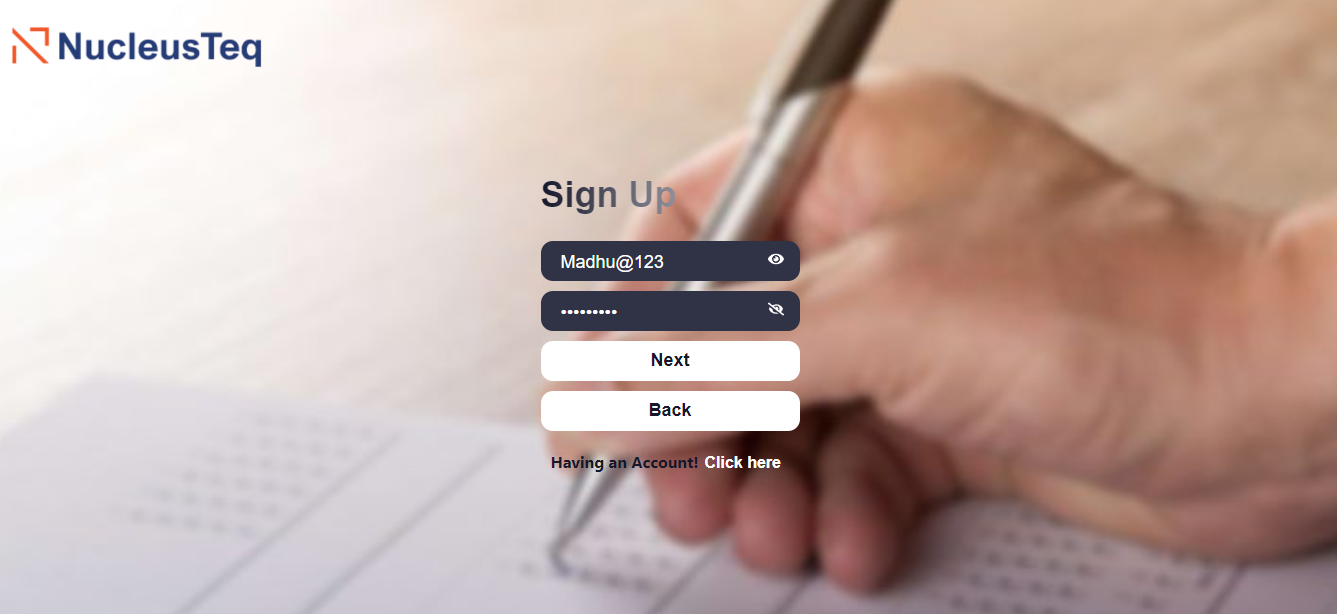 NucleusTeq
Sign Up
Madhu@123
•••••••••
Next
Back
Having an Account! Click here